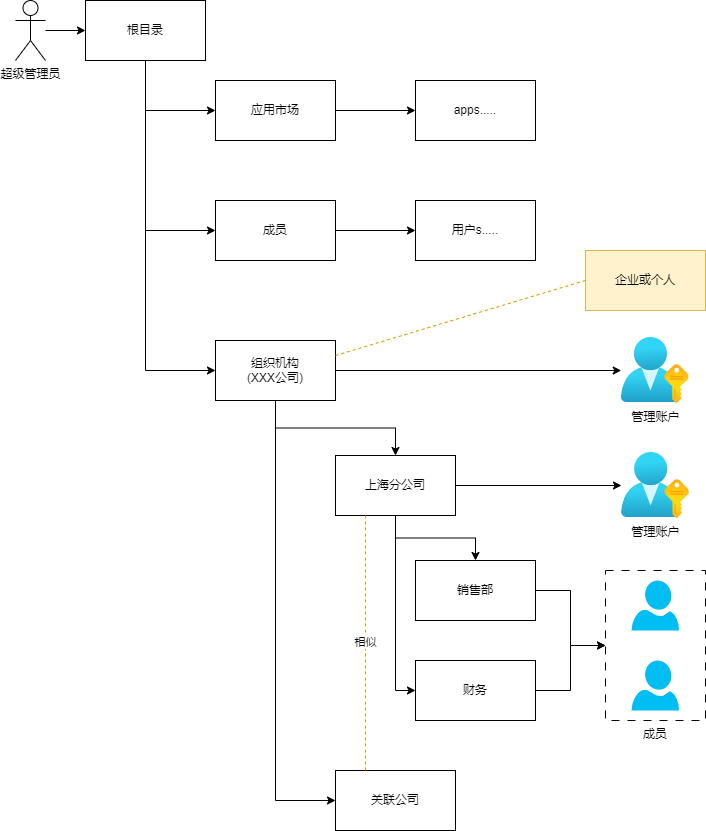 根目录
超级管理员
应用市场
apps.....
成员
用户s.....
企业或个人
组织机构
(XXX公司)
管理账户
上海分公司
管理账户
销售部
相似
财务
成员
关联公司